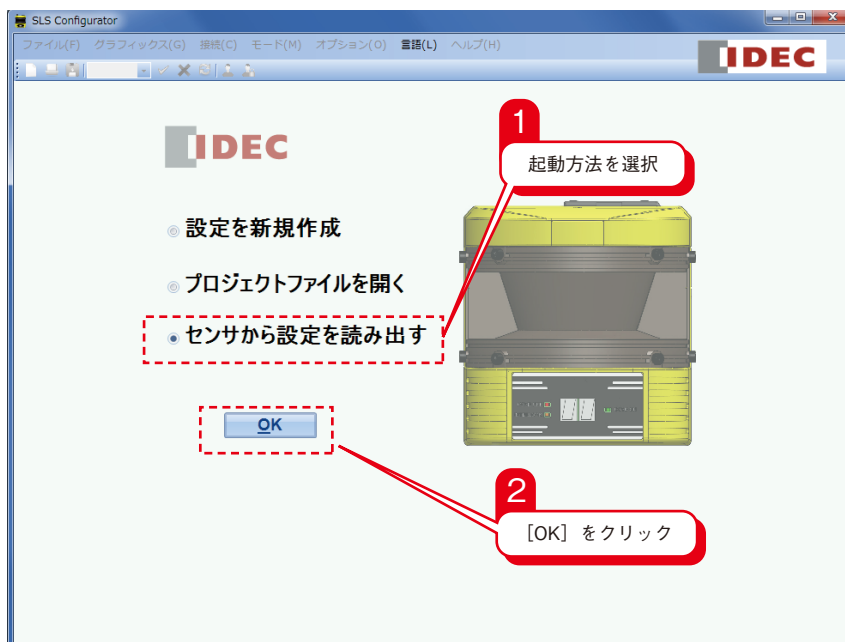 SLS Configurator
ファイル(F) グラフィックス(G) 接続(C) モード(M) オプション(O) 言語(L) ヘルプ(H)
IDEC
IDEC
1
起動方法を選択
設定を新規作成
プロジェクトファイルを開く
センサから設定を読み出す
OK
2
［OK］をクリック